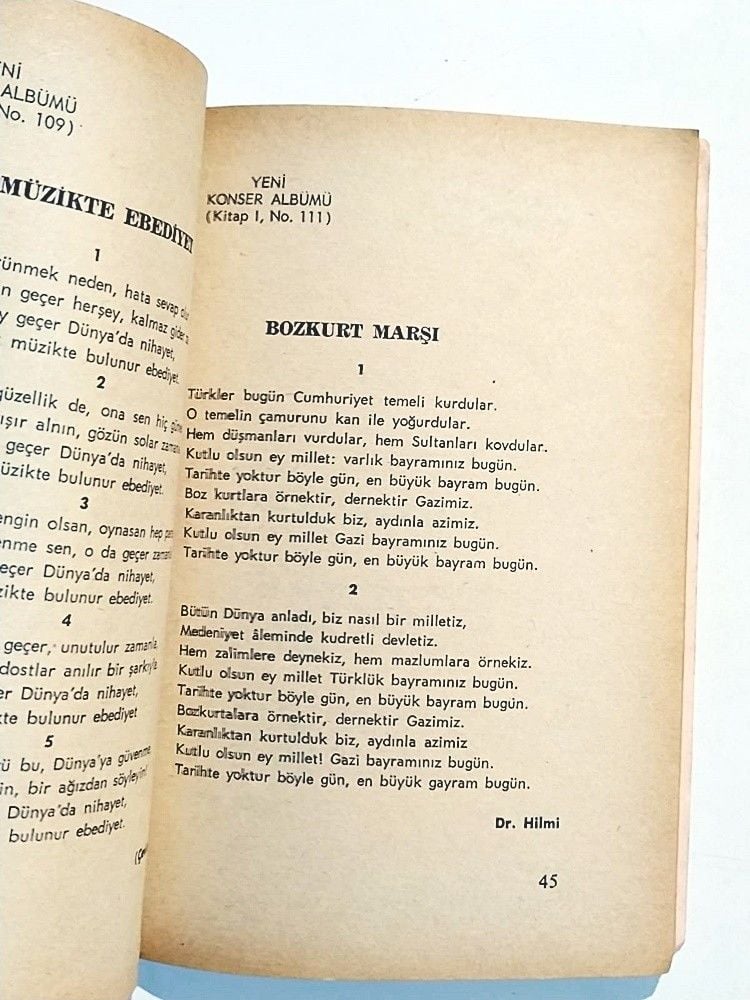 YENİ
ALBÜMÜ
No. 109)
MÜZİKTE EBEDİYET
1
neden, hata sevap
geçer herşey, kalmaz gider
geçer Dünya'da nihayet,
müzikte bulunur ebediyet.
2
güzellik de, ona sen hiç
alnın, gözün solar
geçer Dünya'da nihayet,
bulunur ebediyet.
3
olsan, oynasan hep
sen, o da geçer
Dünya'da nihayet,
bulunur ebediyet.
4
geçer, unutulur zamanla,
dostlar anılır bir şarkıyla
Dünya'da nihayet,
bulunur ebediyet
5
bu, Dünya'ya güvenme
bir ağızdan söyleyin!
Dünya'da nihayet,
bulunur ebediyet.
YENİ
KONSER ALBÜMÜ
(Kitap I, No. 111)
BOZKURT MARŞI
1
Türkler bugün Cumhuriyet temeli kurdular.
O temelin çamurunu kan ile yoğurdular.
Hem düşmanları vurdular, hem Sultanları kovdular.
Kutlu olsun ey millet: varlık bayramınız bugün.
Tarihte yoktur böyle gün, en büyük bayram bugün.
Boz kurtlara örnektir, dernektir Gazimiz.
Karanlıktan kurtulduk biz, aydınla azimiz.
Kutlu olsun ey millet Gazi bayramınız bugün.
Tarihte yoktur böyle gün, en büyük bayram bugün.
2
Bütün Dünya anladı, biz nasıl bir milletiz,
Medeniyet âleminde kudretli devletiz.
Hem zalimlere deynekiz, hem mazlumlara örnekiz.
Kutlu olsun ey millet Türklük bayramınız bugün.
Tarihte yoktur böyle gün, en büyük bayram bugün.
Bozkurtalara örnektir, dernektir Gazimiz.
Karanlıktan kurtulduk biz, aydınla azimiz
Kutlu olsun ey millet! Gazi bayramınız bugün.
Tarihte yoktur böyle gün, en büyük gayram bugün.
Dr. Hilmi
45